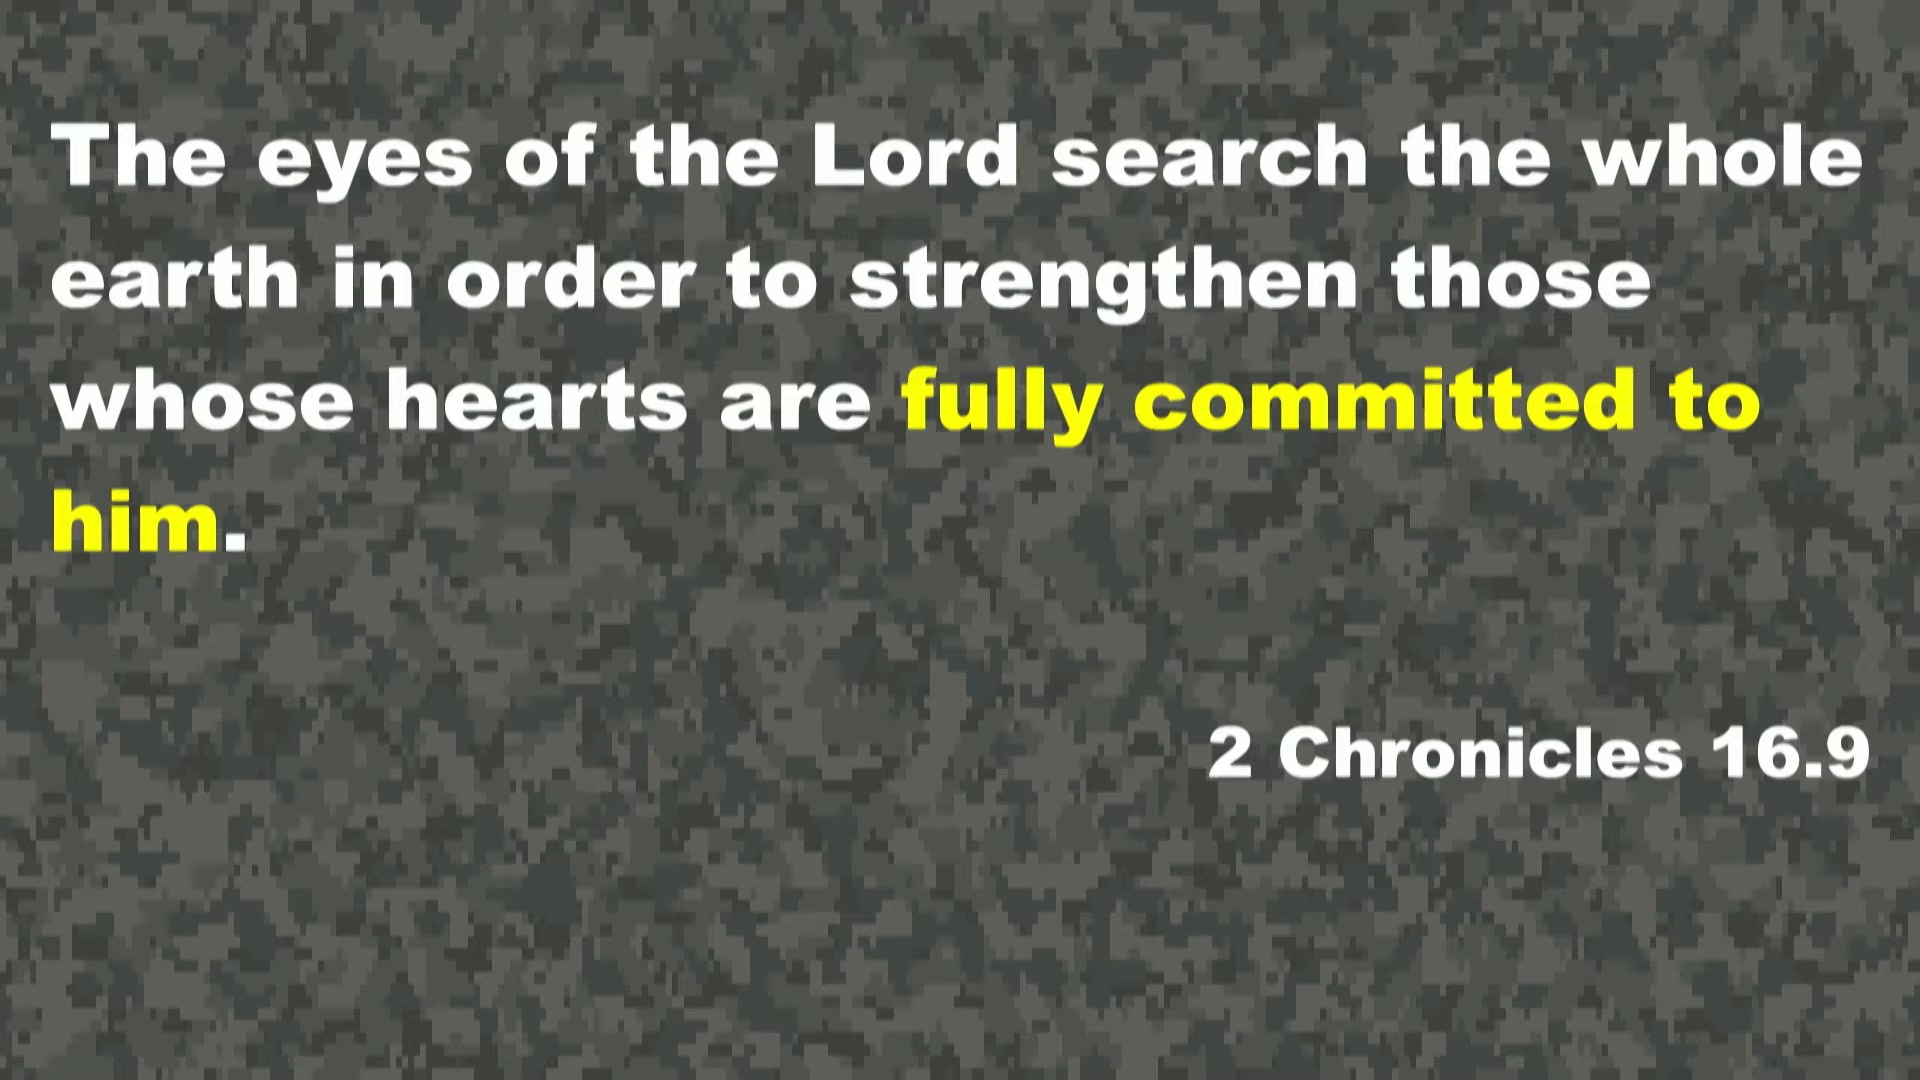 The eyes of the Lord search the whole
earth in order to strengthen those
whose hearts are fully committed to
him.
2 Chronicles 16.9